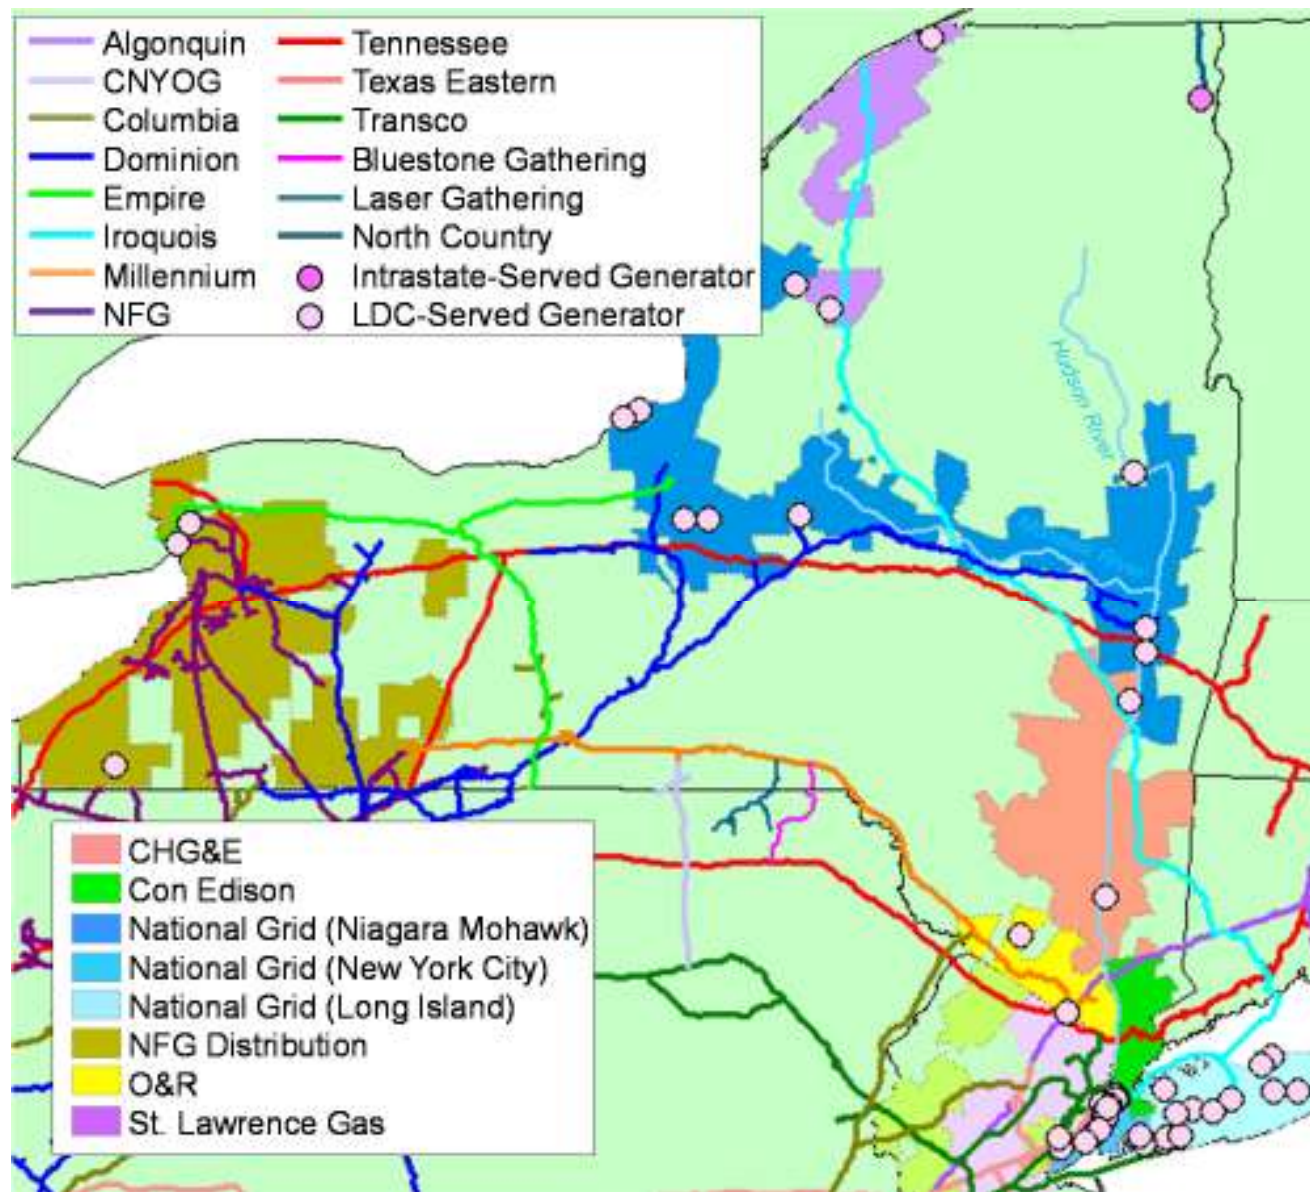 Algonquin
CNYOG
Columbia
Dominion
Empire
Iroquois
Millennium
NFG
Tennessee
Texas Eastern
Transco
Bluestone Gathering
Laser Gathering
North Country
Intrastate-Served Generator
LDC-Served Generator
Hudson River
CHG&E
Con Edison
National Grid (Niagara Mohawk)
National Grid (New York City)
National Grid (Long Island)
NFG Distribution
O&R
St. Lawrence Gas